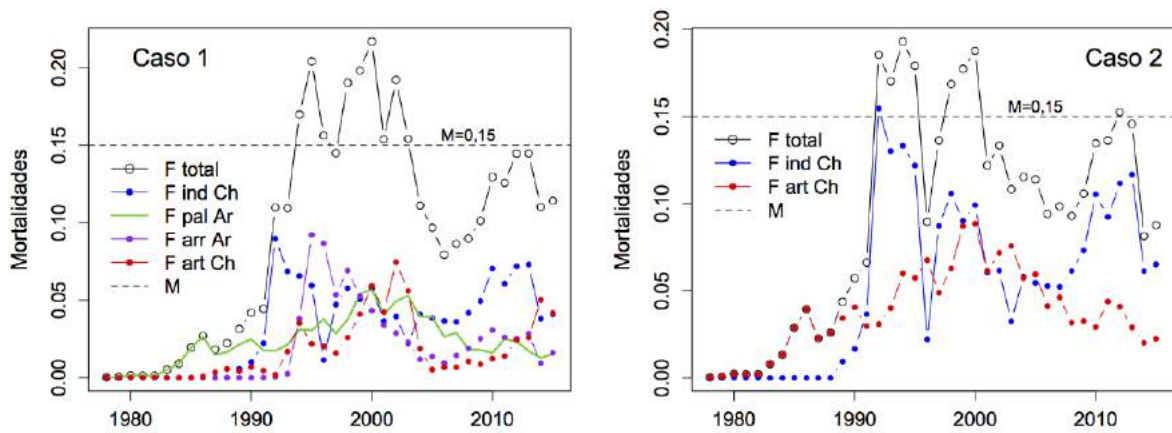 Caso 1
Mortalidades
0.20
0.15
0.10
0.05
0.00
M=0,15
F total
F ind Ch
F pal Ar
F arr Ar
F art Ch
M
1980
1990
2000
2010
Caso 2
Mortalidades
0.20
0.15
0.10
0.05
0.00
M=0,15
F total
F ind Ch
F art Ch
M
1980
1990
2000
2010